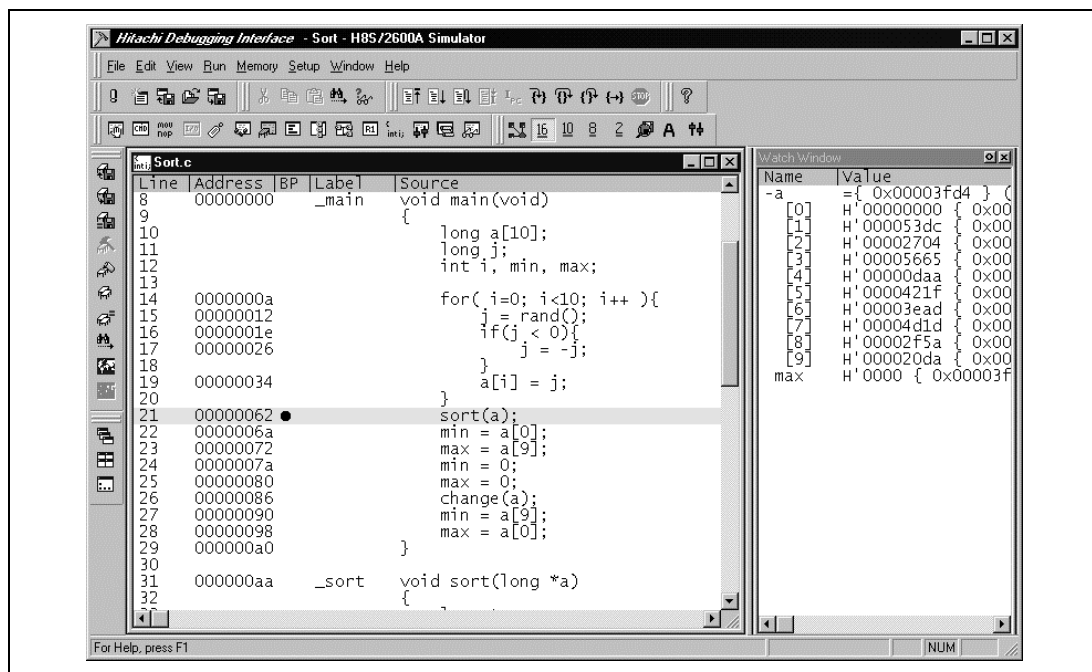 Hitachi Debugging Interface - Sort - H8S/2600A Simulator
File Edit View Run Memory Setup Window Help
16 10 8 2 A
Sort.c
Line Address BP Label Source
8 00000000 _main void main(void)
9 {
10 long a[10];
11 long j;
12 int i, min, max;
13
14 0000000a for( i=0; i<10; i++ ){
15 00000012 j = rand();
16 0000001e if(j < 0){
17 00000026 j = -j;
18 }
19 00000034 a[i] = j;
20 }
21 00000062 ● sort(a);
22 0000006a min = a[0];
23 00000072 max = a[9];
24 0000007a min = 0;
25 00000080 max = 0;
26 00000086 change(a);
27 00000090 min = a[9];
28 00000098 max = a[0];
29 000000a0 }
30
31 000000aa _sort void sort(long *a)
32 {
Watch Window
Name Value
-a ={ 0x00003fd4 } (
[0] H'00000000 { 0x00
[1] H'000053dc { 0x00
[2] H'00002704 { 0x00
[3] H'00005665 { 0x00
[4] H'00000daa { 0x00
[5] H'0000421f { 0x00
[6] H'00003ead { 0x00
[7] H'00004d1d { 0x00
[8] H'00002f5a { 0x00
[9] H'000020da { 0x00
max H'0000 { 0x00003f
For Help, press F1
NUM